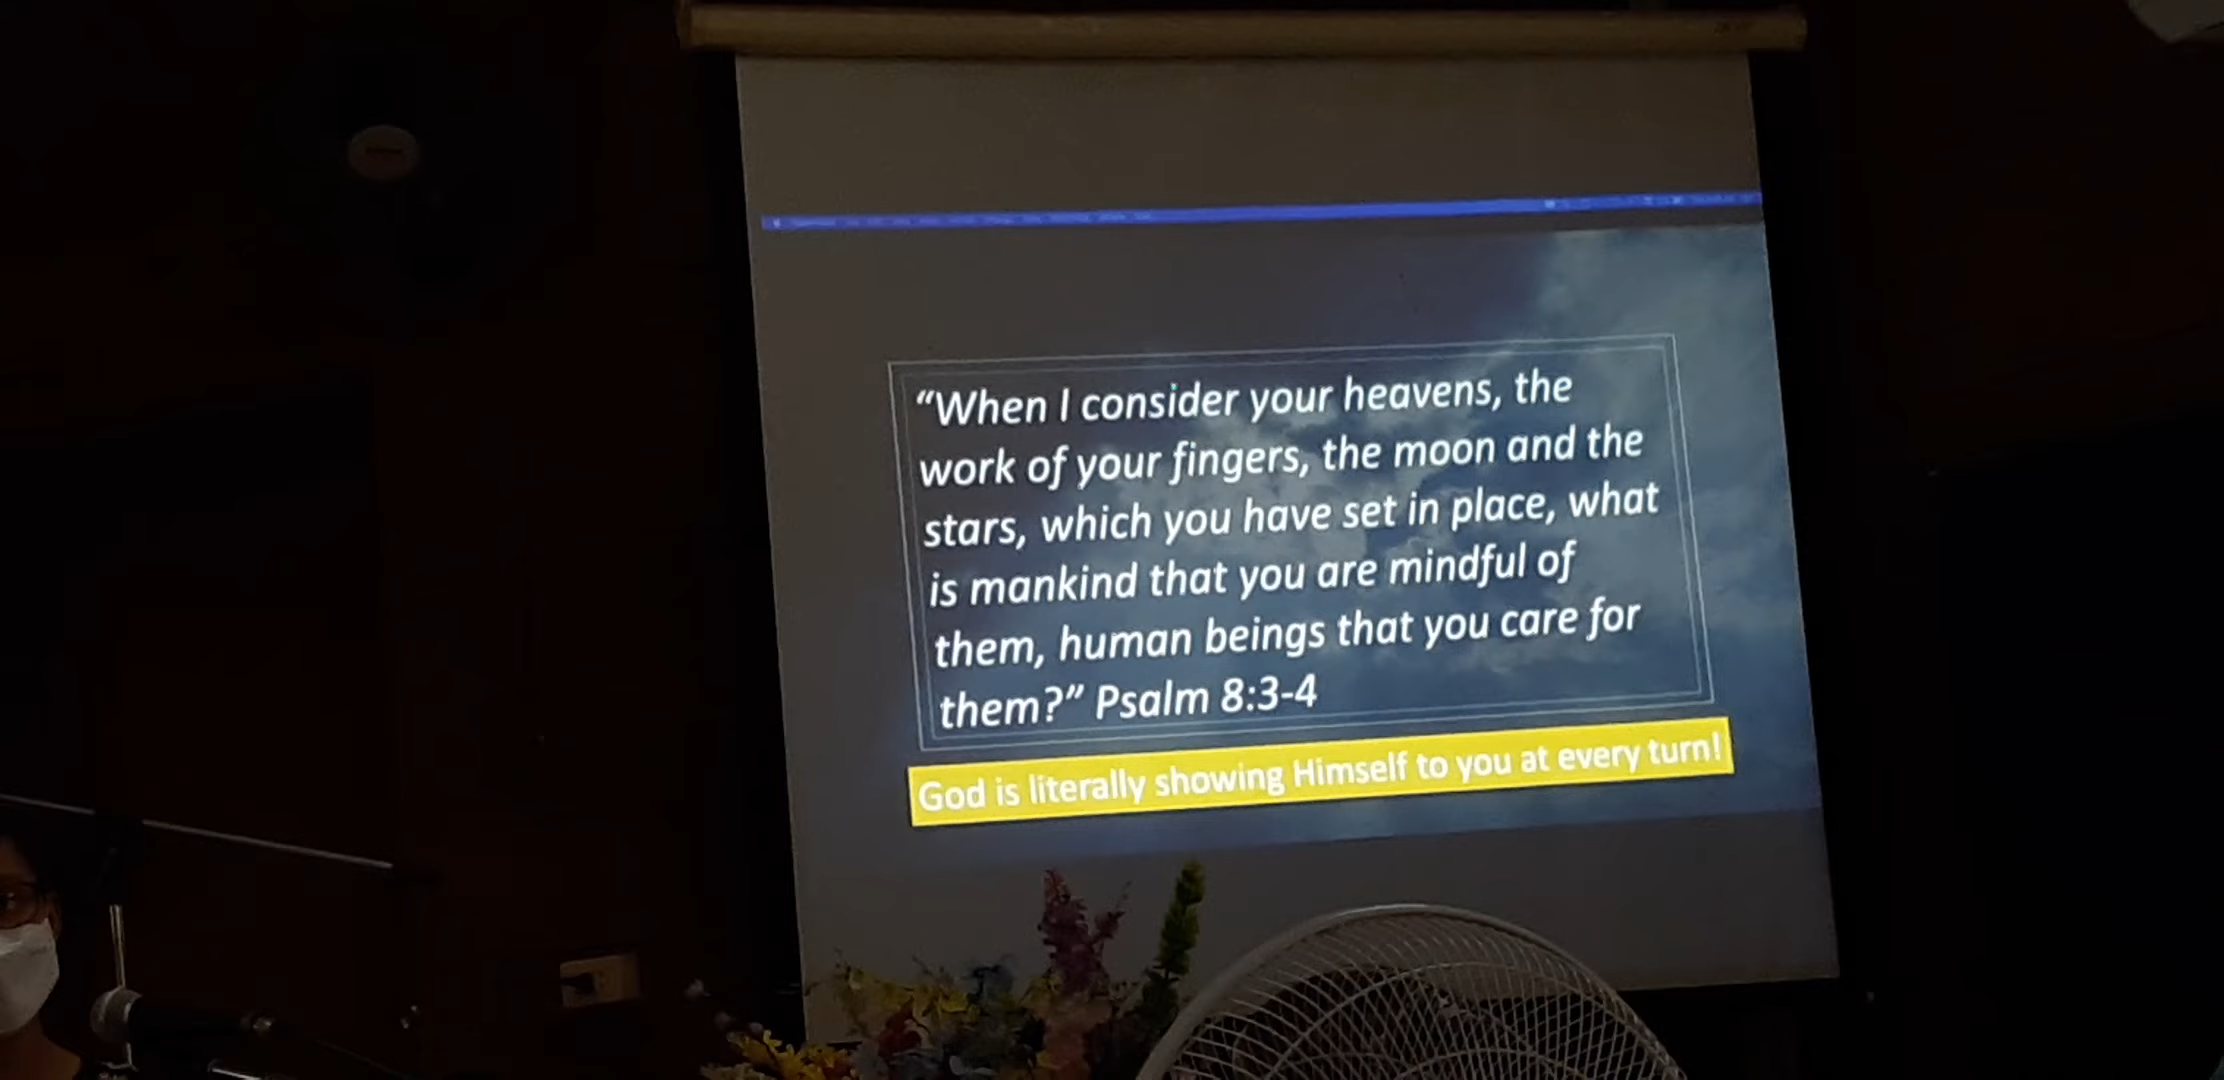 “When I consider your heavens, the
work of your fingers, the moon and the
stars, which you have set in place, what
is mankind that you are mindful of
them, human beings that you care for
them?” Psalm 8:3-4
God is literally showing Himself to you at every turn!